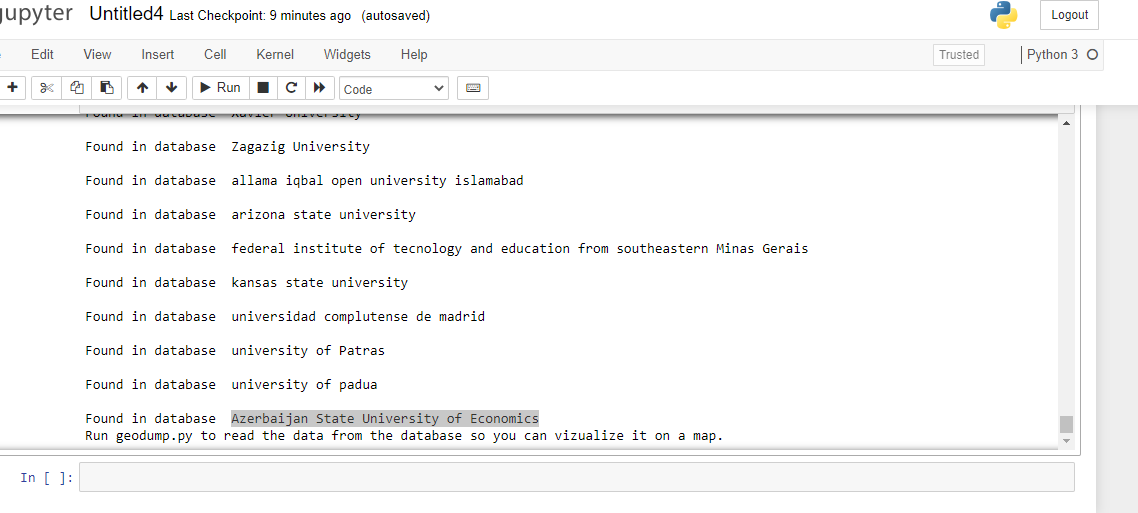 jupyter Untitled4 Last Checkpoint: 9 minutes ago (autosaved) Logout
Edit View Insert Cell Kernel Widgets Help Trusted Python 3
Run Code
Found in database Xavier University
Found in database Zagazig University
Found in database allama iqbal open university islamabad
Found in database arizona state university
Found in database federal institute of tecnology and education from southeastern Minas Gerais
Found in database kansas state university
Found in database universidad complutense de madrid
Found in database university of Patras
Found in database university of padua
Found in database Azerbaijan State University of Economics
Run geodump.py to read the data from the database so you can vizualize it on a map.
In [ ]: